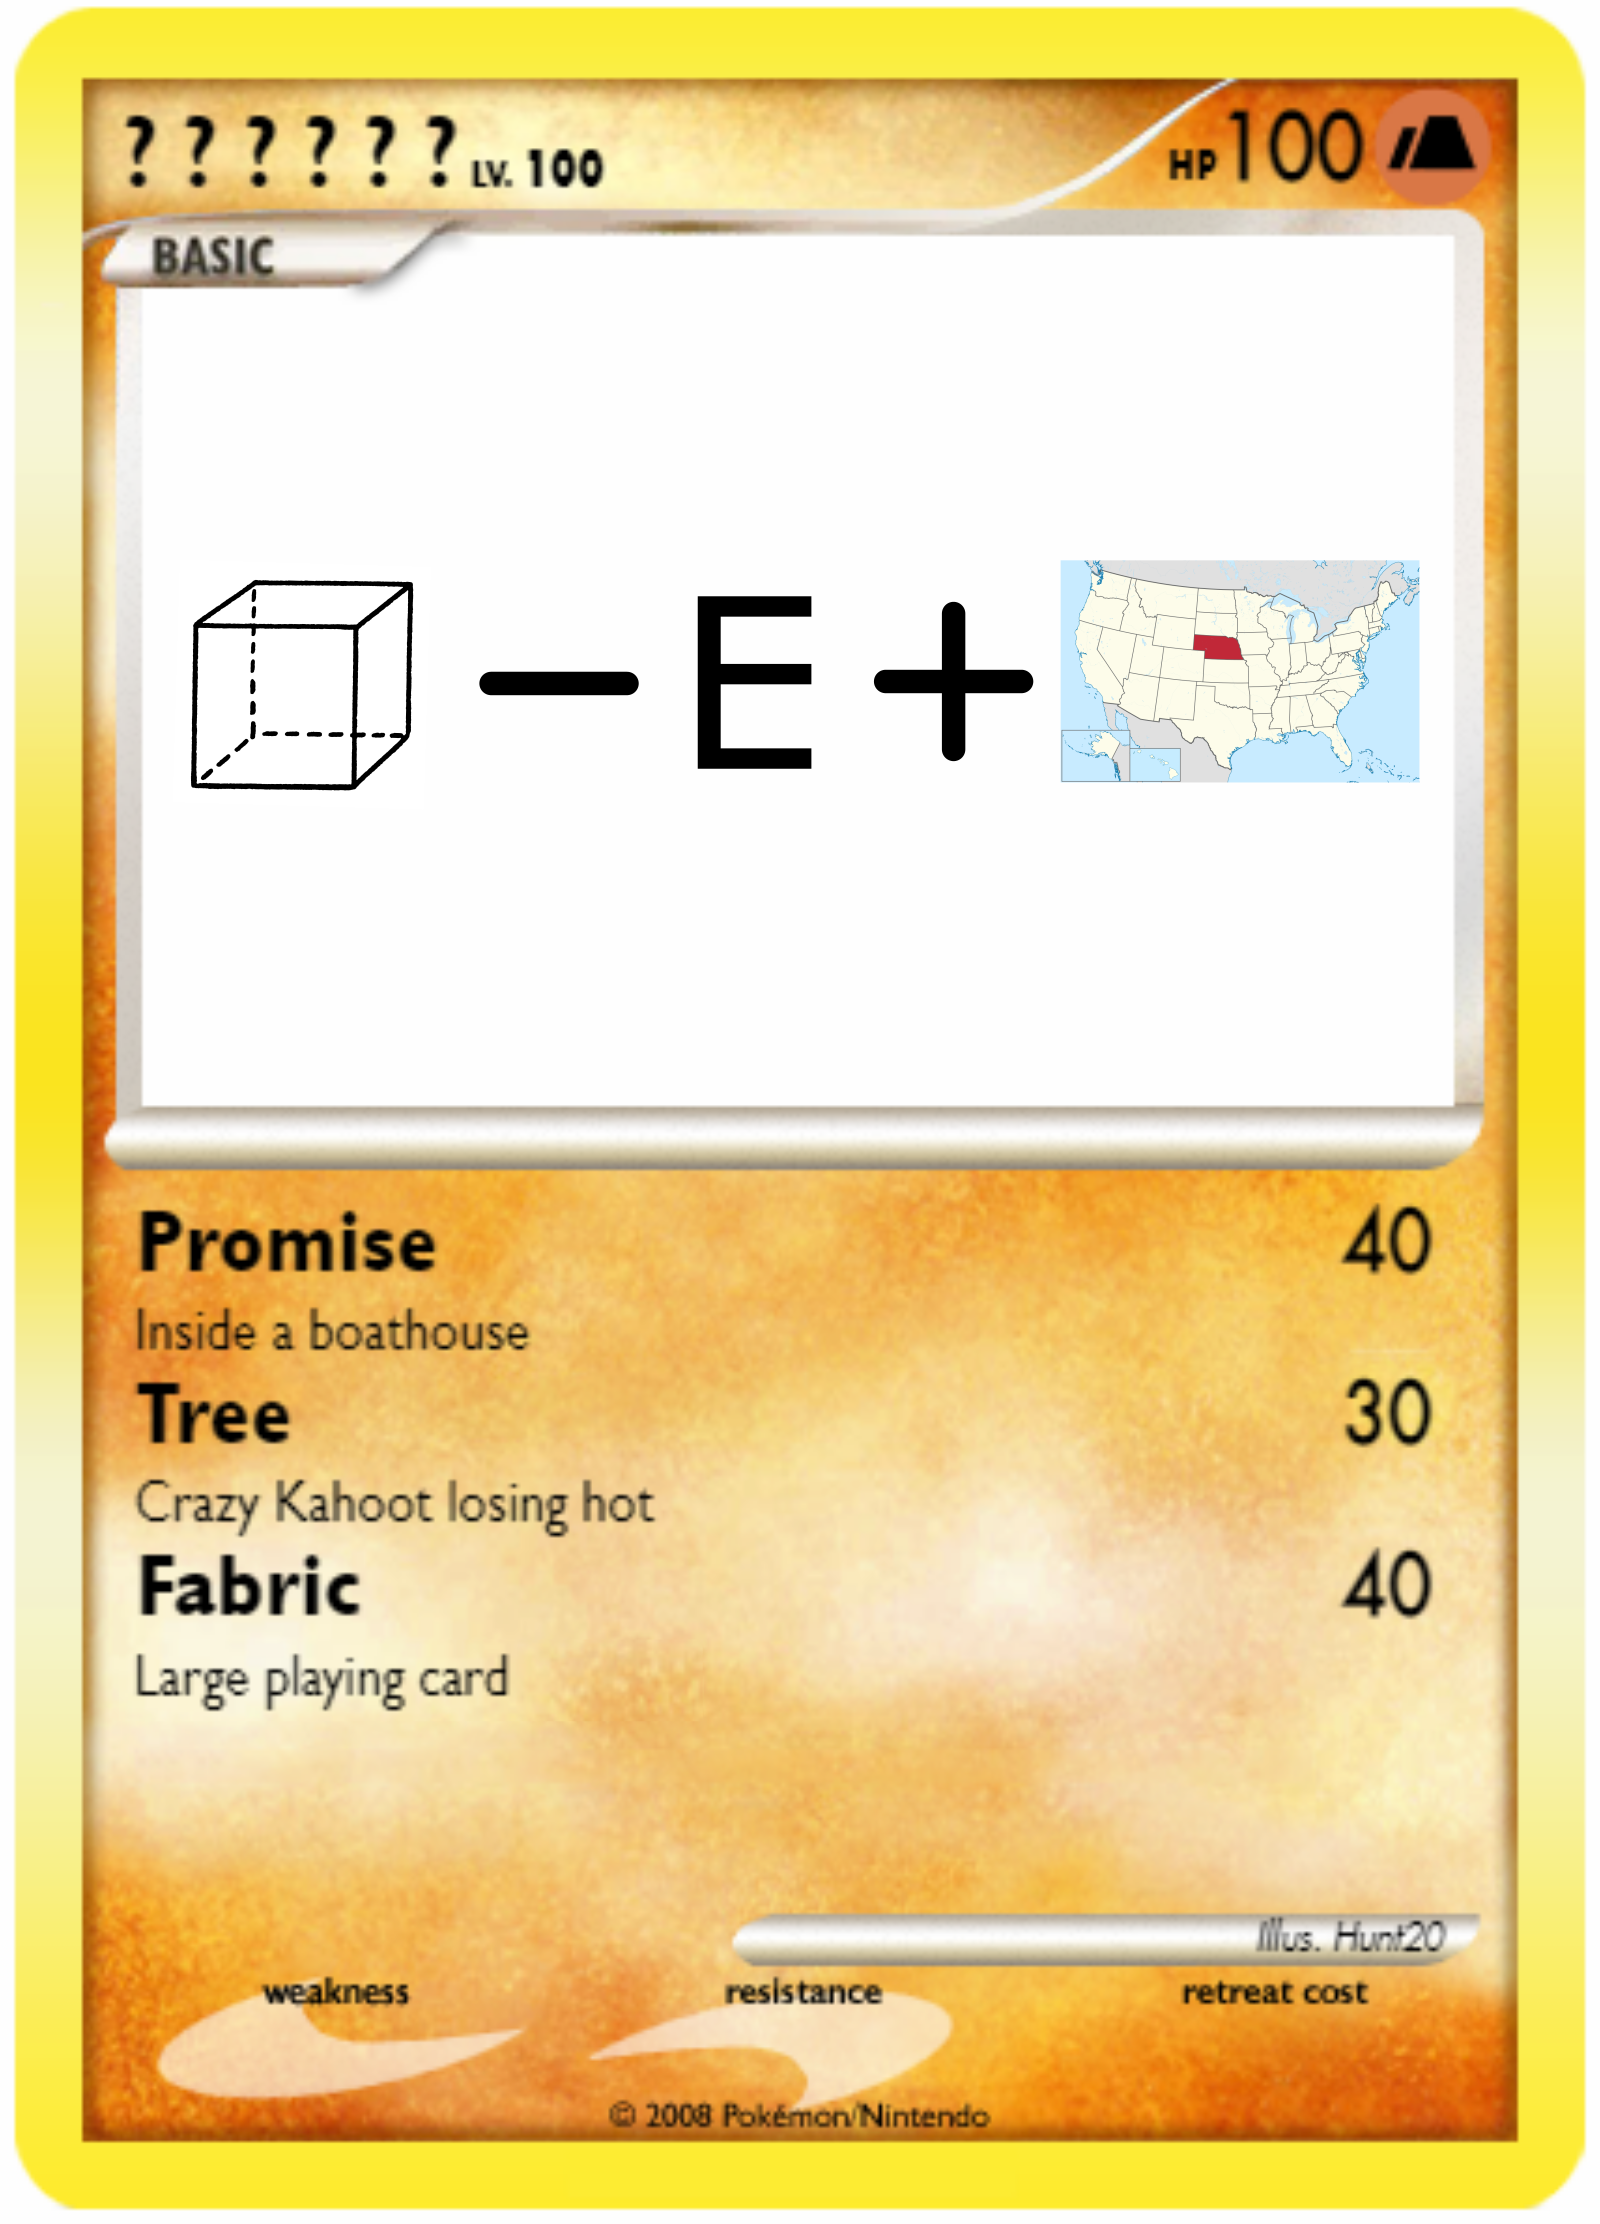 ? ? ? ? ? ? LV. 100 HP 100
BASIC
E
Promise 40
Inside a boathouse
Tree 30
Crazy Kahoot losing hot
Fabric 40
Large playing card
Illus. Hunt20
weakness resistance retreat cost
© 2008 Pokémon/Nintendo